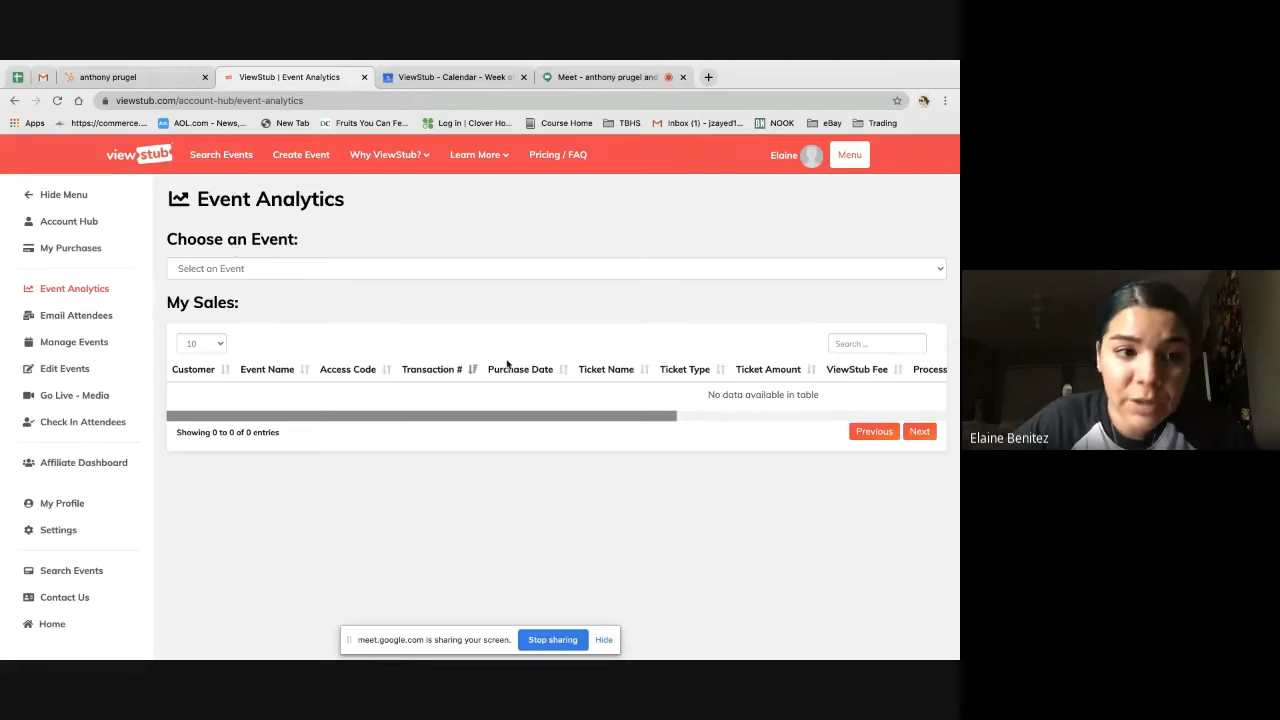 anthony prugel
ViewStub | Event Analytics
ViewStub - Calendar - Week of
Meet - anthony prugel and
viewstub.com/account-hub/event-analytics
Apps
https://commerce....
AOL.com - News,...
New Tab
Fruits You Can Fe...
Log in | Clover Ho...
Course Home
TBHS
Inbox (1) - jzayed1...
NOOK
eBay
Trading
view stub
Search Events
Create Event
Why ViewStub?
Learn More
Pricing / FAQ
Elaine
Menu
Hide Menu
Account Hub
My Purchases
Event Analytics
Email Attendees
Manage Events
Edit Events
Go Live - Media
Check In Attendees
Affiliate Dashboard
My Profile
Settings
Search Events
Contact Us
Home
Event Analytics
Choose an Event:
Select an Event
My Sales:
10
Search ...
Customer Event Name Access Code Transaction # Purchase Date Ticket Name Ticket Type Ticket Amount ViewStub Fee Process
No data available in table
Showing 0 to 0 of 0 entries
Previous
Next
meet.google.com is sharing your screen.
Stop sharing
Hide
Elaine Benitez